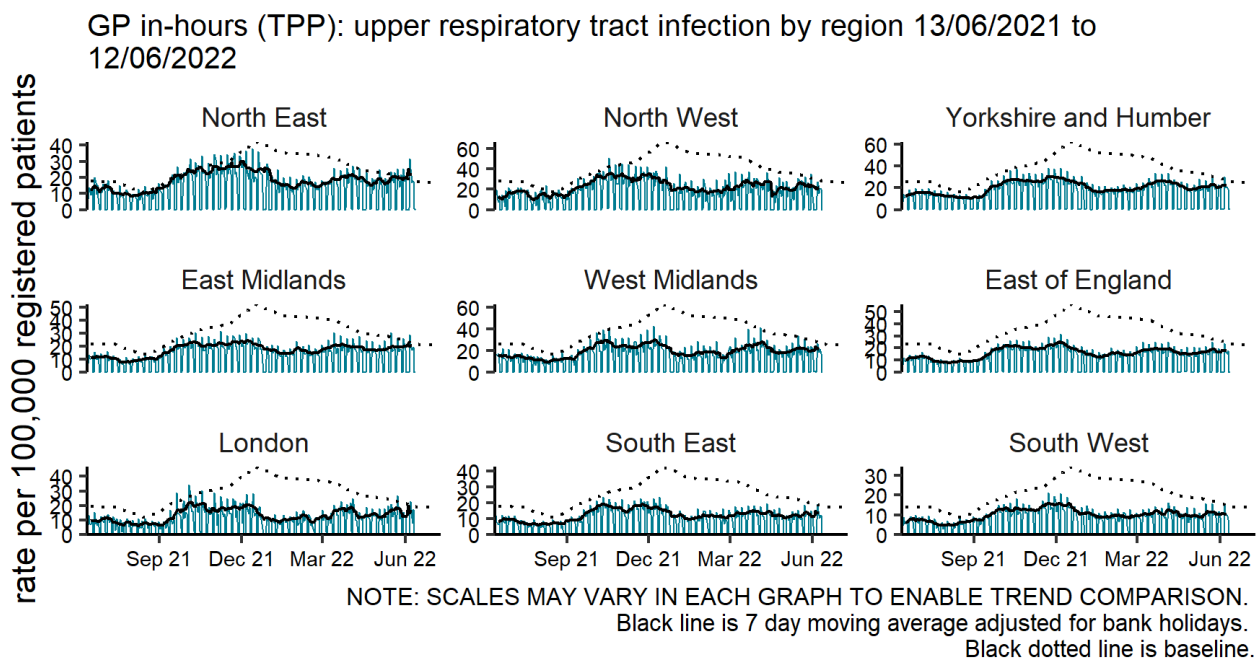 GP in-hours (TPP): upper respiratory tract infection by region 13/06/2021 to
12/06/2022
rate per 100,000 registered patients
North East
40
30
20
10
0
North West
60
40
20
0
Yorkshire and Humber
60
40
20
0
East Midlands
50
40
30
20
10
0
West Midlands
60
40
20
0
East of England
50
40
30
20
10
0
London
40
30
20
10
0
Sep 21 Dec 21 Mar 22 Jun 22
South East
40
30
20
10
0
Sep 21 Dec 21 Mar 22 Jun 22
South West
30
20
10
0
Sep 21 Dec 21 Mar 22 Jun 22
NOTE: SCALES MAY VARY IN EACH GRAPH TO ENABLE TREND COMPARISON.
Black line is 7 day moving average adjusted for bank holidays.
Black dotted line is baseline.